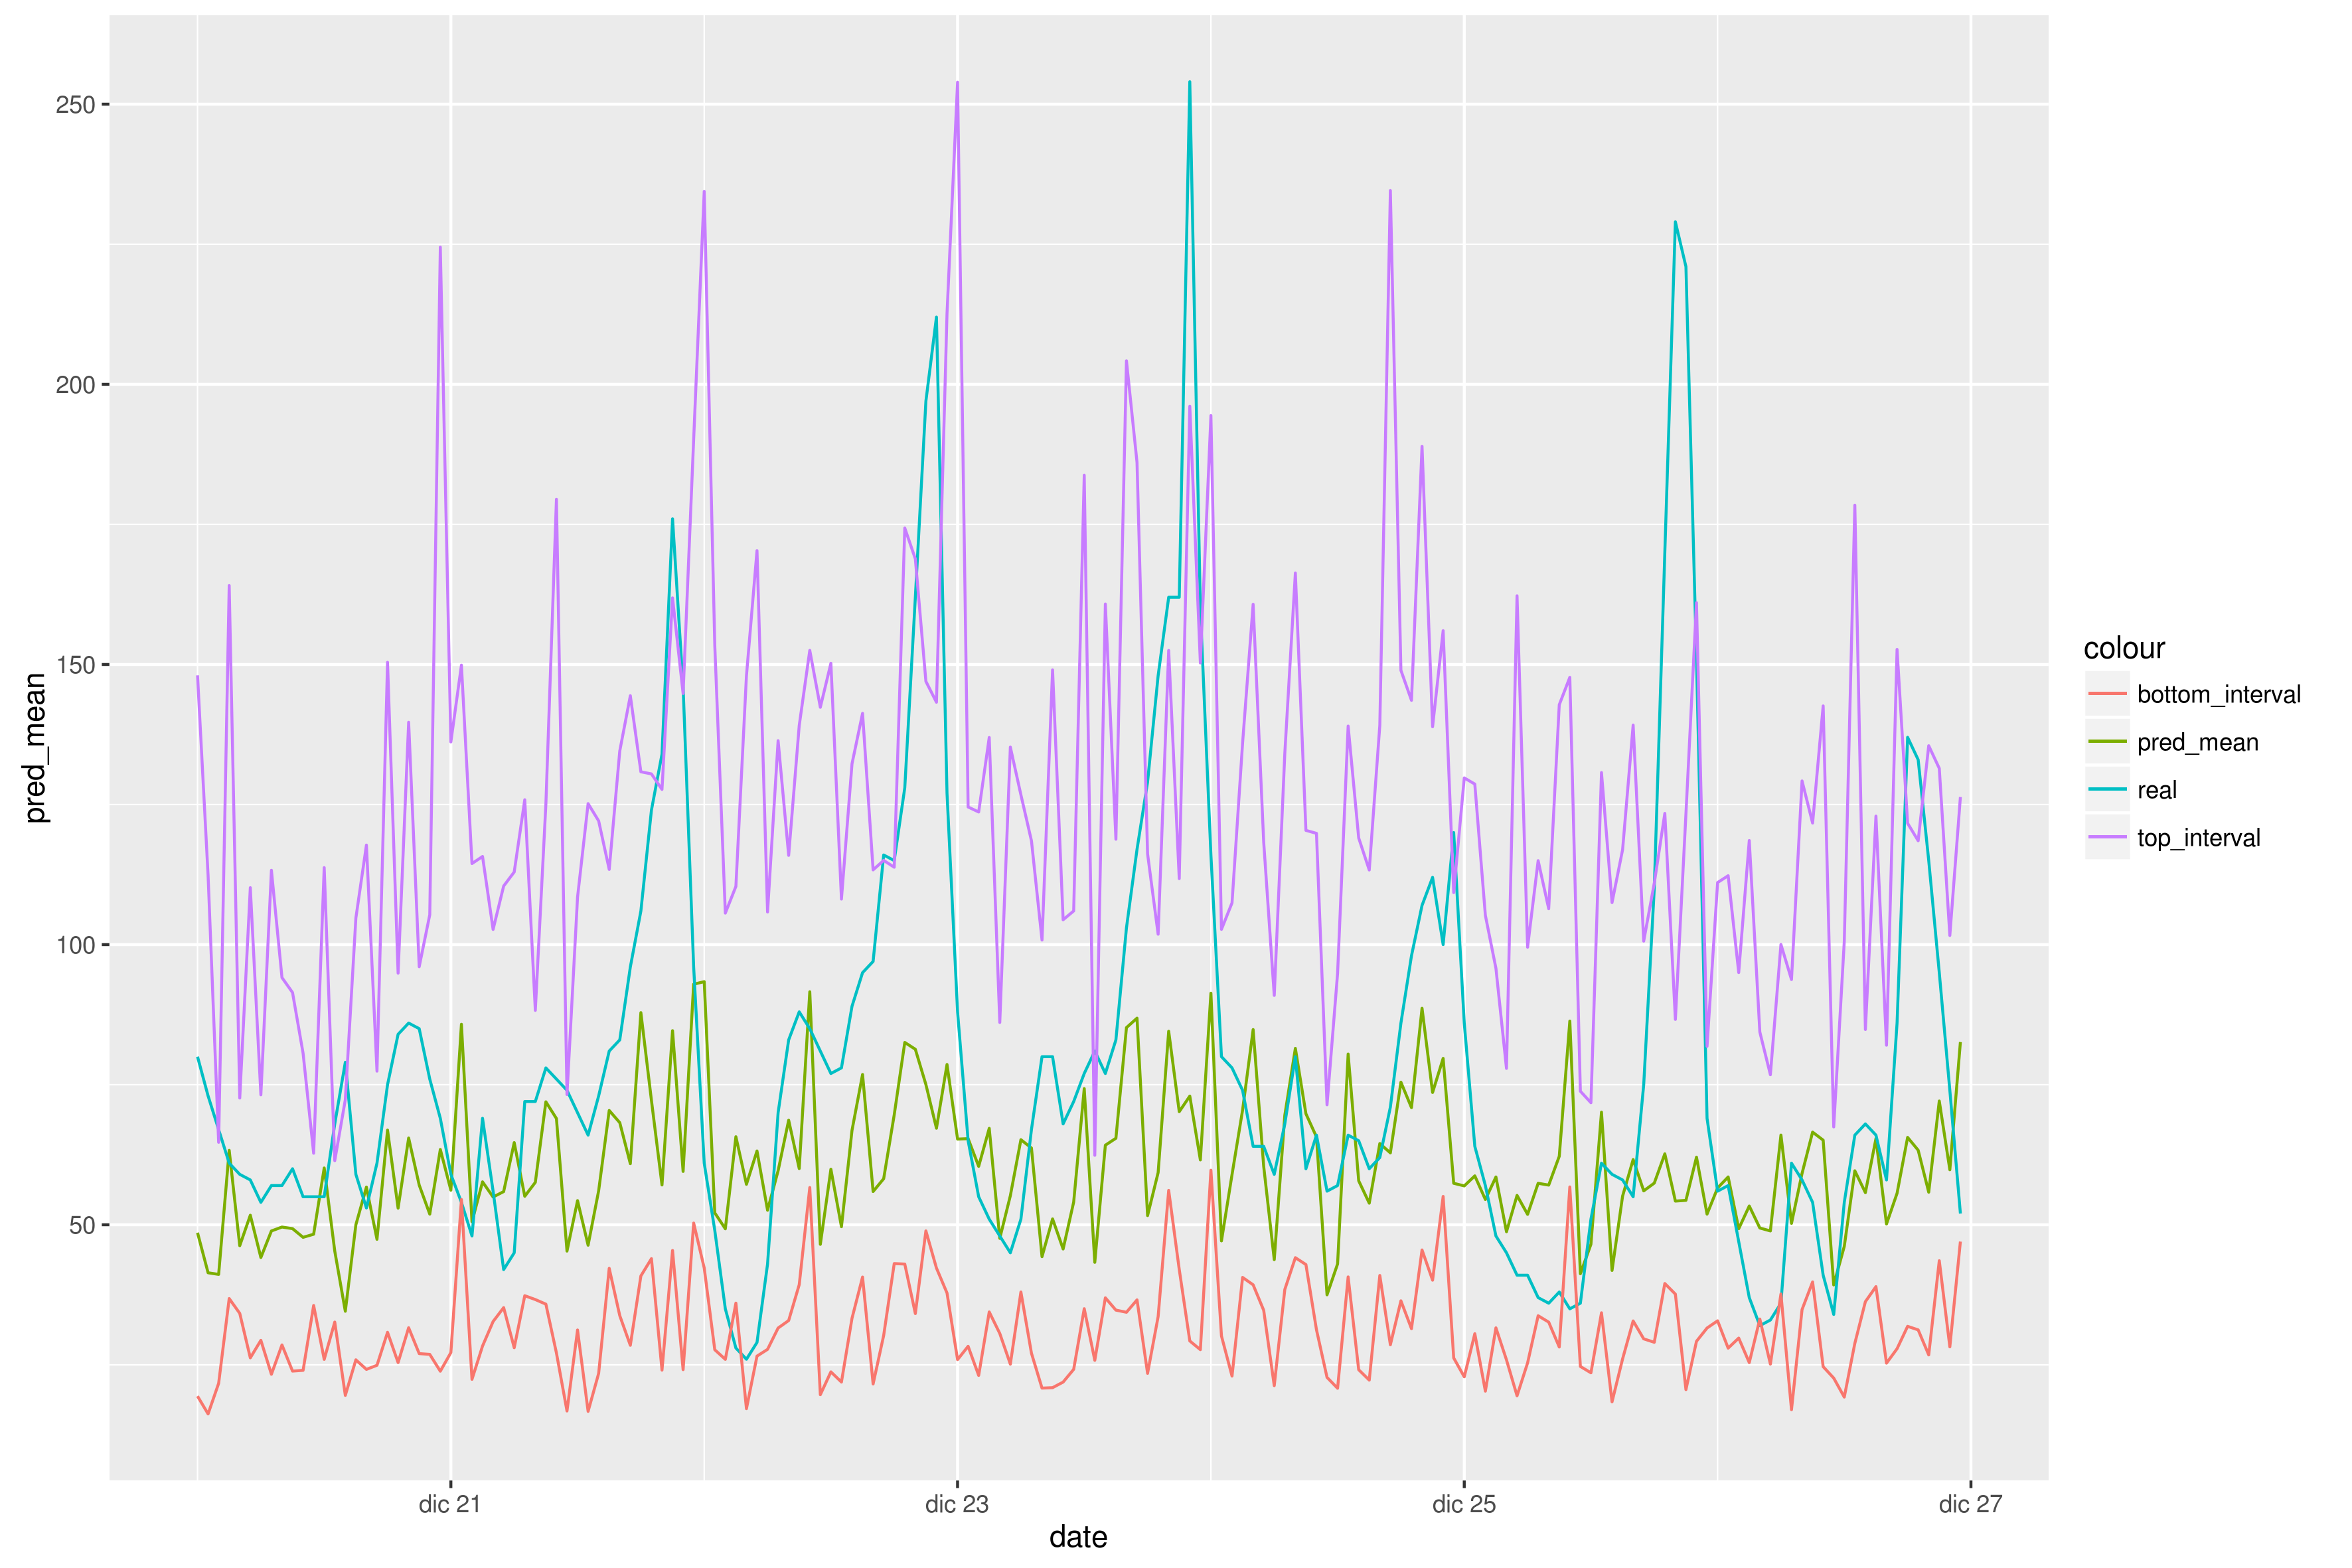 250
200
150
100
50
pred_mean
dic 21
dic 23
dic 25
dic 27
date
colour
bottom_interval
pred_mean
real
top_interval